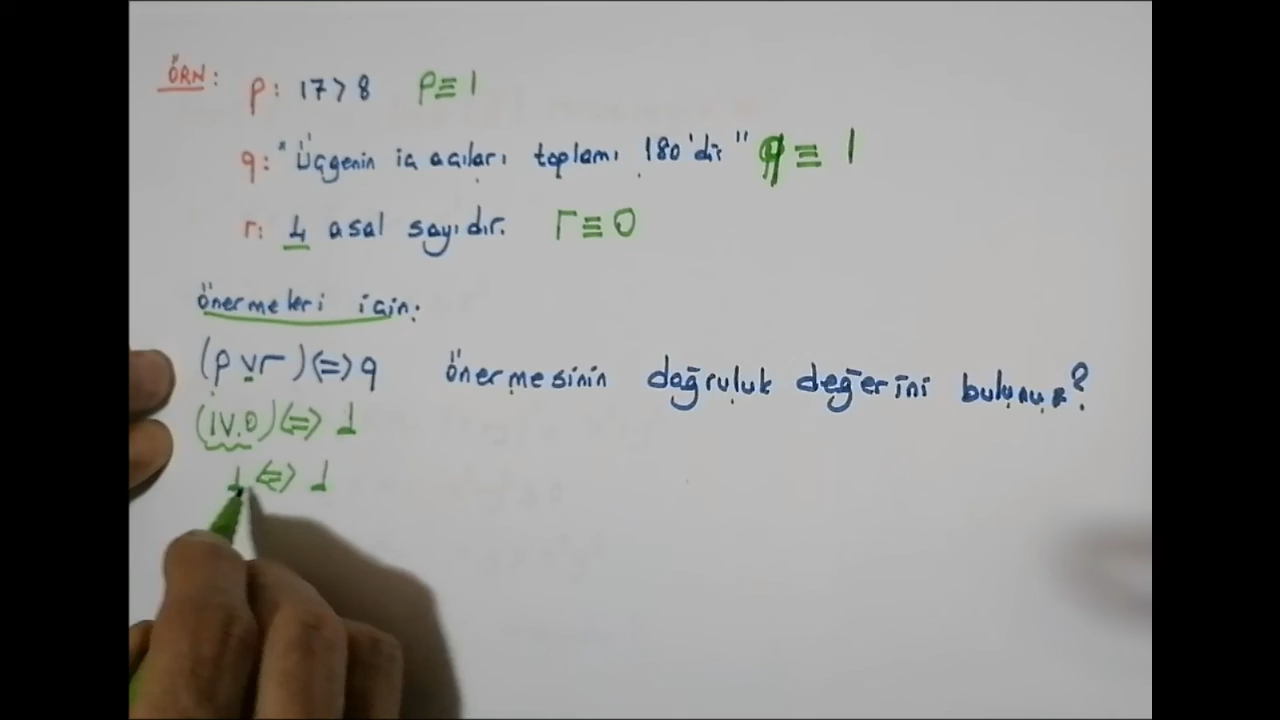 ÖRN: p: 17 > 8 p ≡ 1
q: "Üçgenin iç açıları toplamı 180'dir" q ≡ 1
r: 4 asal sayıdır. r ≡ 0
önermeleri için:
(p ∨ r) <=> q önermesinin doğruluk değerini bulunuz?
(1 ∨ 0) <=> 1
1 <=> 1